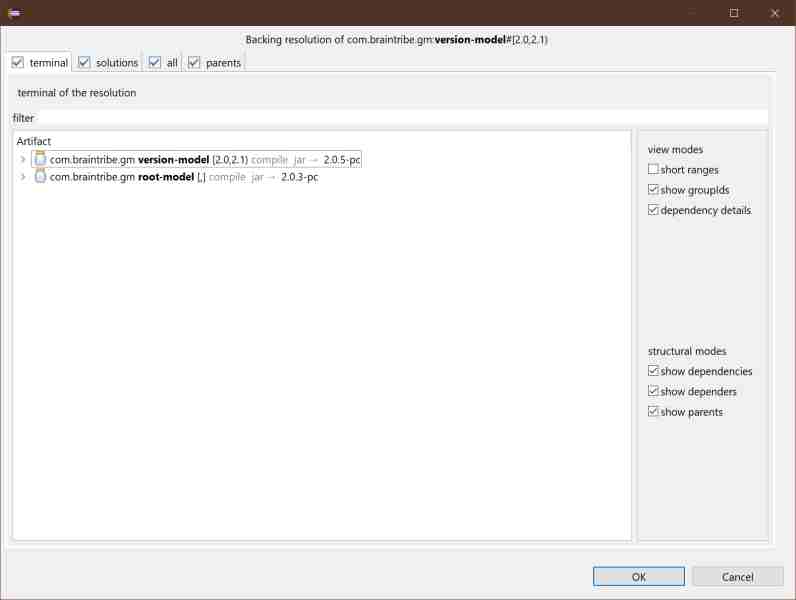 Backing resolution of com.braintribe.gm:version-model#[2.0,2.1)
terminal solutions all parents
terminal of the resolution
filter
Artifact
com.braintribe.gm version-model [2.0,2.1) compile jar → 2.0.5-pc
com.braintribe.gm root-model [,] compile jar → 2.0.3-pc
view modes
short ranges
show groupIds
dependency details
structural modes
show dependencies
show dependers
show parents
OK Cancel